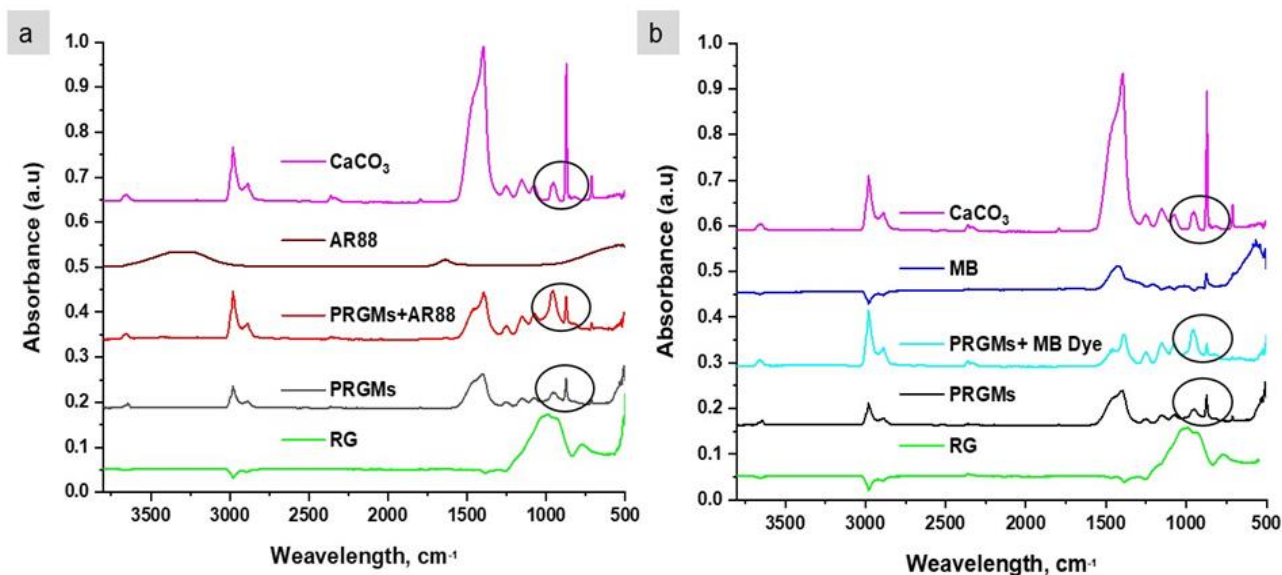 a
1.0
0.9
0.8
0.7
0.6
0.5
0.4
0.3
0.2
0.1
0.0
Absorbance (a.u)
CaCO₃
AR88
PRGMs+AR88
PRGMs
RG
3500 3000 2500 2000 1500 1000 500
Weavelength, cm⁻¹
b
1.0
0.9
0.8
0.7
0.6
0.5
0.4
0.3
0.2
0.1
0.0
Absorbance (a.u)
CaCO₃
MB
PRGMs+ MB Dye
PRGMs
RG
3500 3000 2500 2000 1500 1000 500
Weavelength, cm⁻¹